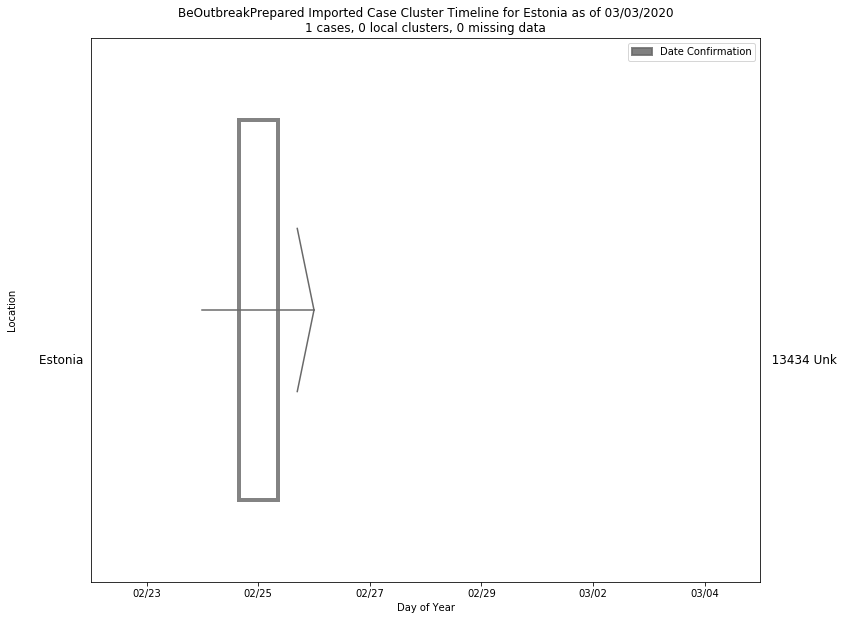 BeOutbreakPrepared Imported Case Cluster Timeline for Estonia as of 03/03/2020
1 cases, 0 local clusters, 0 missing data
Date Confirmation
Location
Estonia
13434 Unk
02/23 02/25 02/27 02/29 03/02 03/04
Day of Year